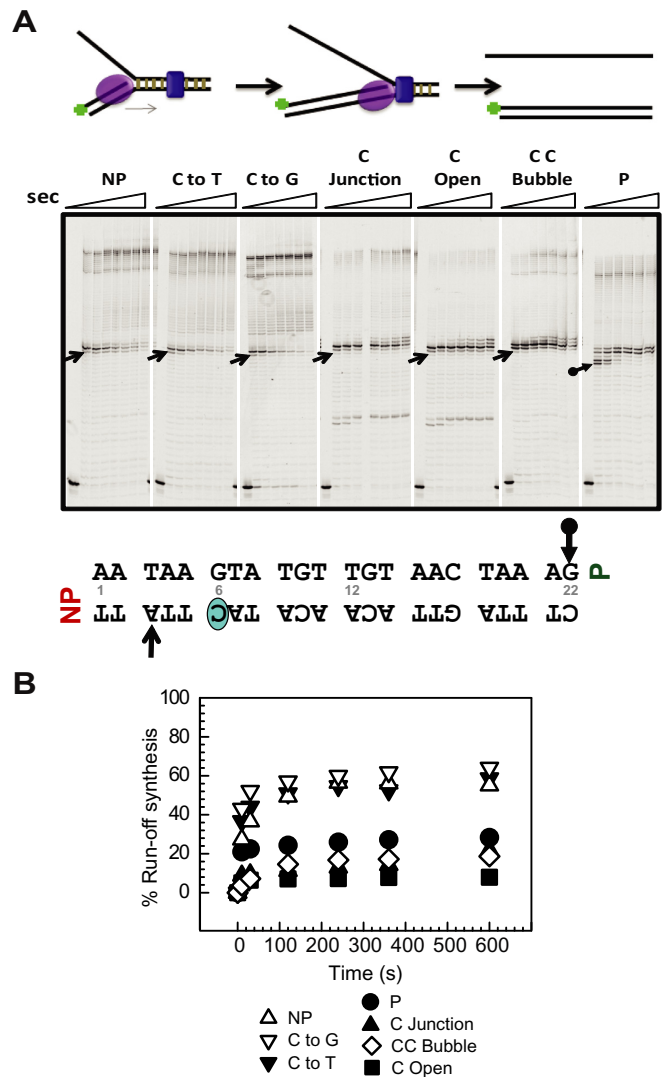 A
sec
NP
C to T
C to G
C Junction
C Open
C C Bubble
P
AA TAA GTA TGT TGT AAC TAA AG
1 6 12 22
TT ATT CAT ACA ACA TTG ATT TC
NP
P
B
% Run-off synthesis
100
80
60
40
20
0
0 100 200 300 400 500 600
Time (s)
NP
C to G
C to T
P
C Junction
CC Bubble
C Open